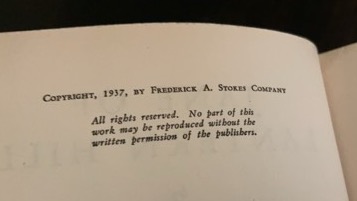 COPYRIGHT, 1937, BY FREDERICK A. STOKES COMPANY
All rights reserved. No part of this
work may be reproduced without the
written permission of the publishers.